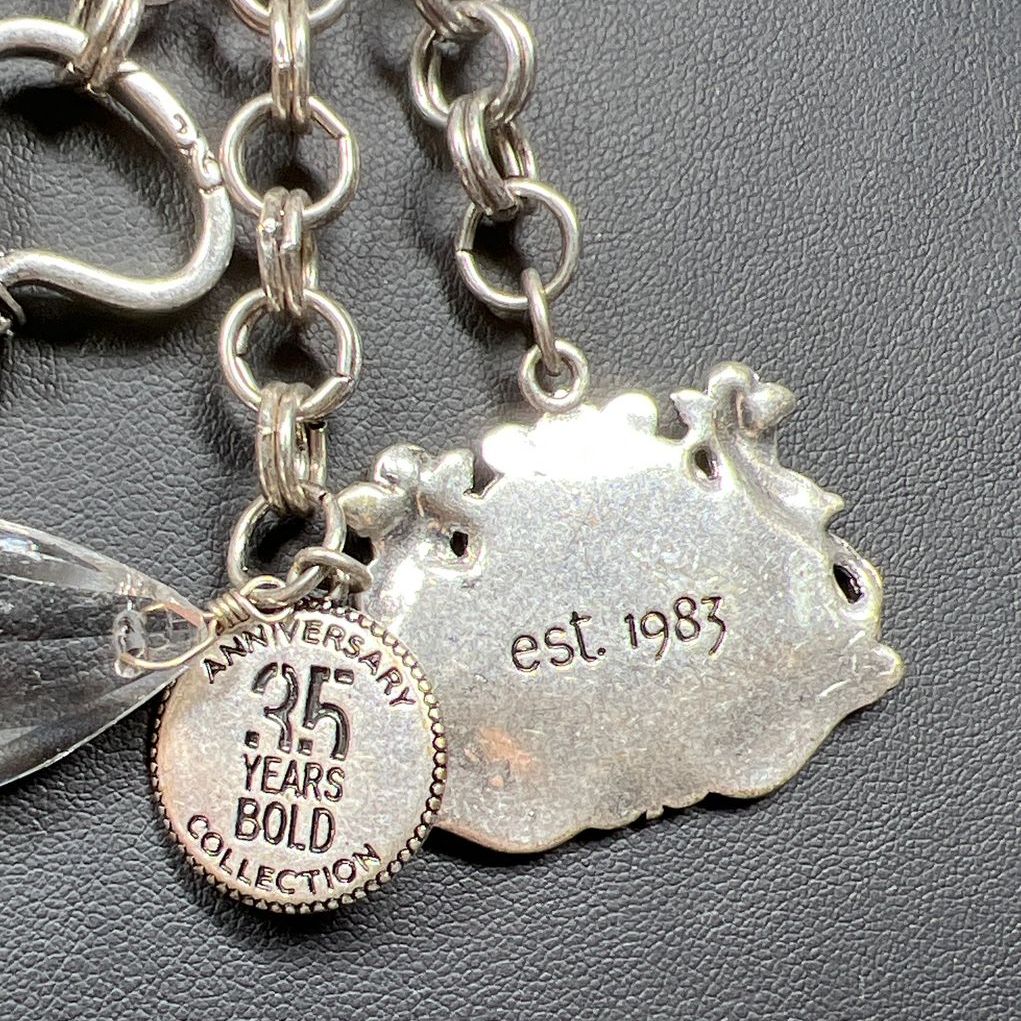 ANNIVERSARY
35
YEARS
BOLD
COLLECTION
est. 1983